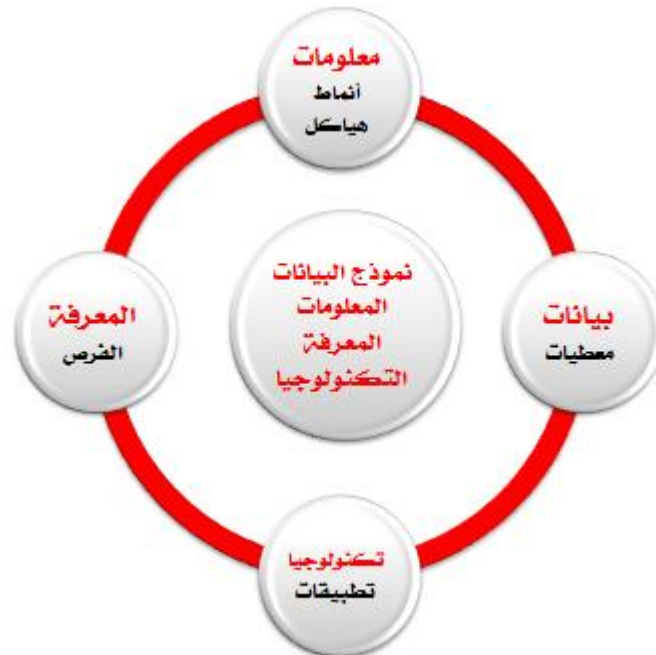 معلومات
أنماط
هياكل
نموذج البيانات
المعلومات
المعرفة
التكنولوجيا
بيانات
معطيات
المعرفة
الفرص
تكنولوجيا
تطبيقات